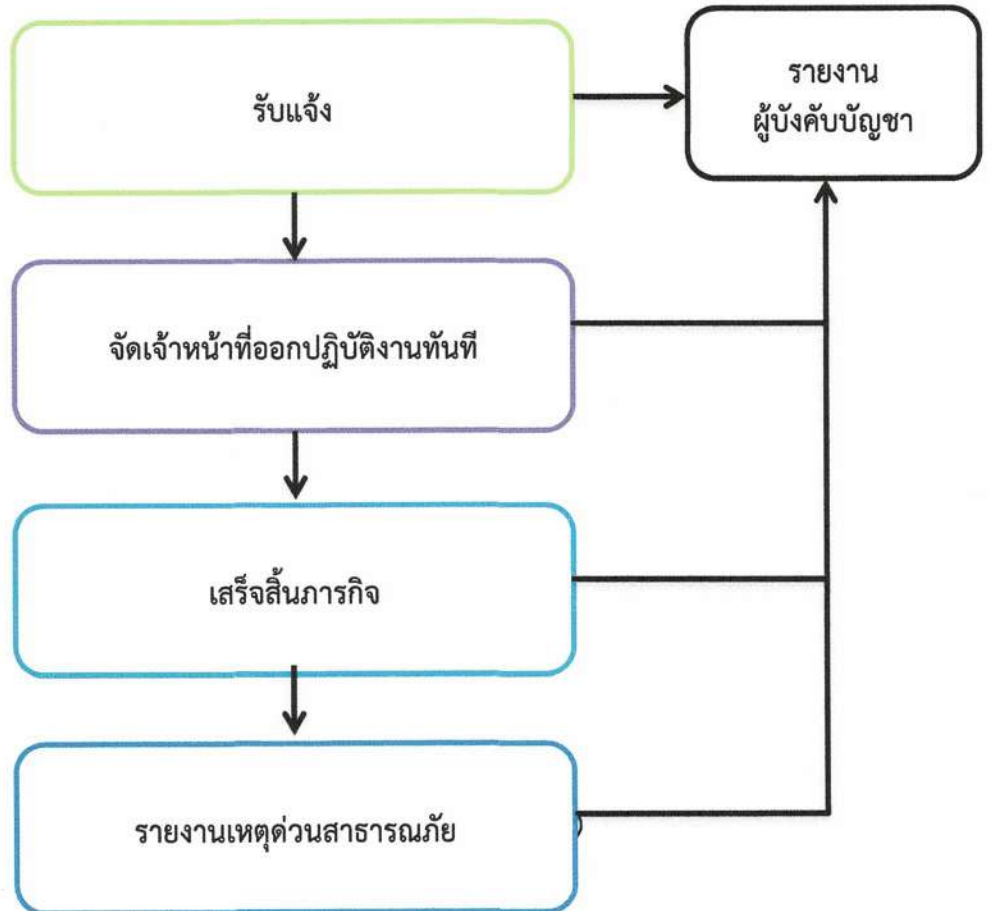 รับแจ้ง
รายงาน
ผู้บังคับบัญชา
จัดเจ้าหน้าที่ออกปฏิบัติงานทันที
เสร็จสิ้นภารกิจ
รายงานเหตุด่วนสาธารณภัย